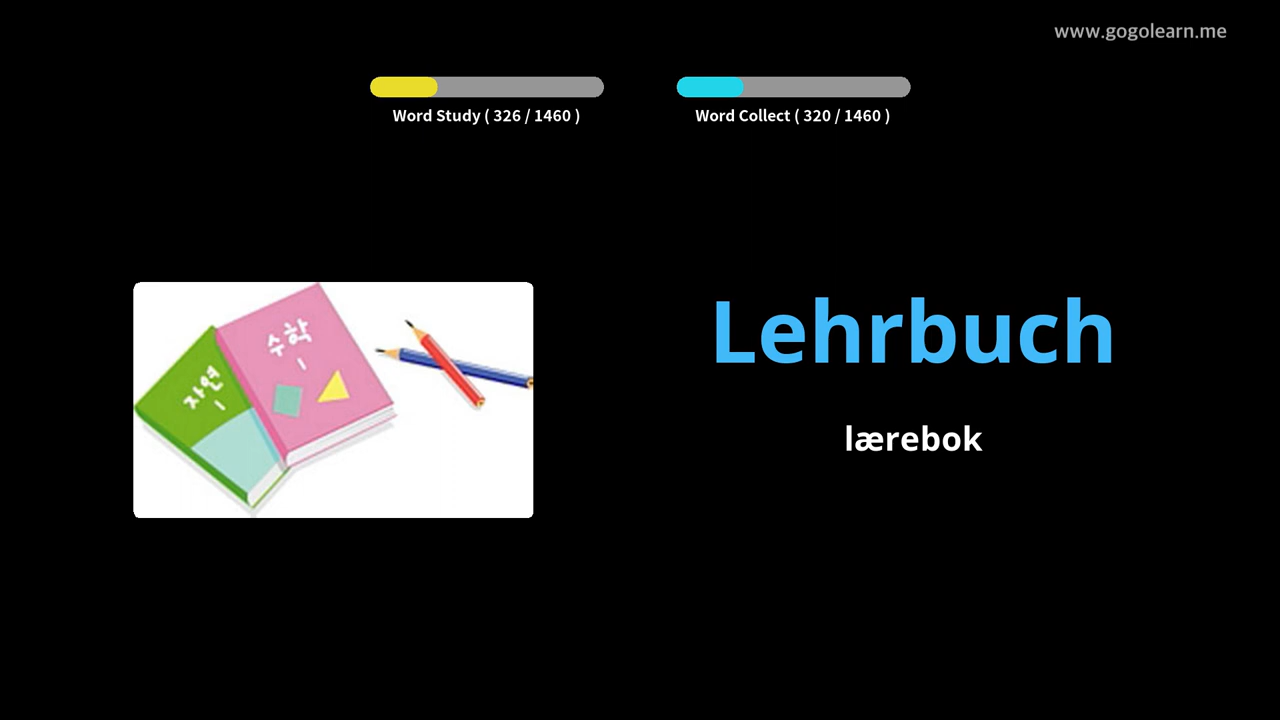 www.gogolearn.me
Word Study ( 326 / 1460 )
Word Collect ( 320 / 1460 )
자연
1
수학
1
Lehrbuch
lærebok